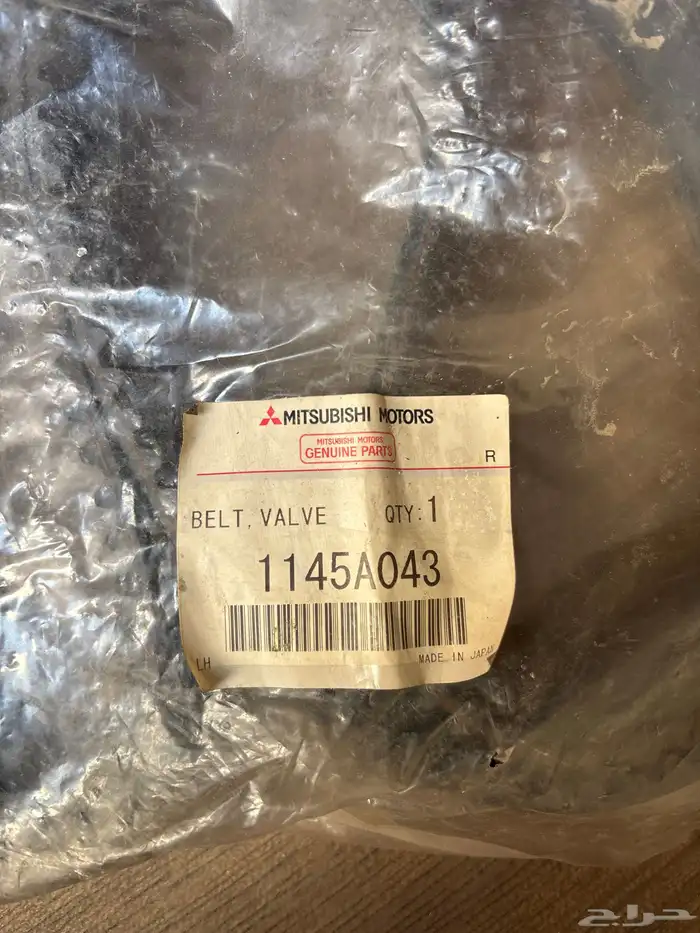 MITSUBISHI MOTORS
MITSUBISHI MOTORS
GENUINE PARTS
R
BELT, VALVE QTY:1
1145A043
LH MADE IN JAPAN
حراج